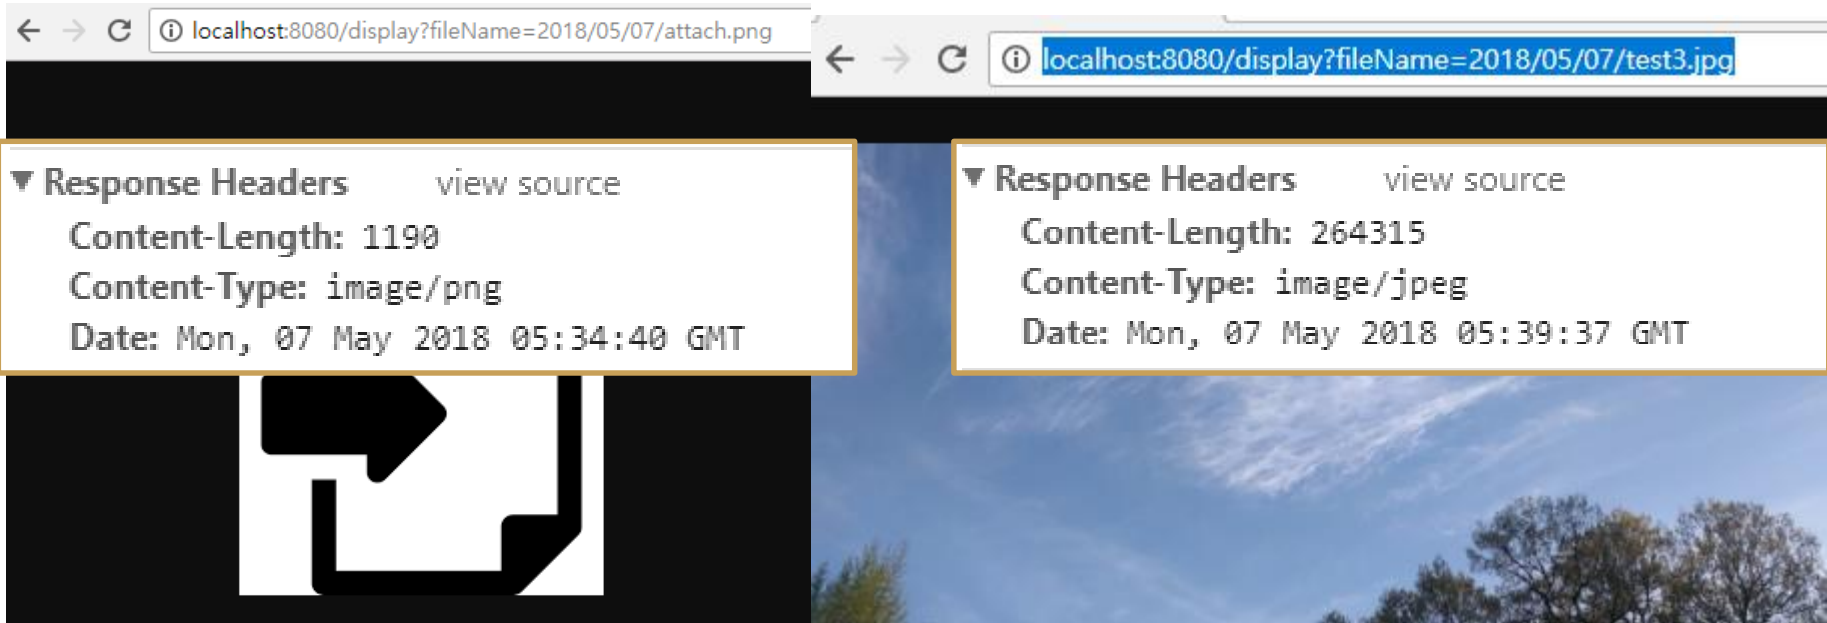 localhost:8080/display?fileName=2018/05/07/attach.png
Response Headers view source
Content-Length: 1190
Content-Type: image/png
Date: Mon, 07 May 2018 05:34:40 GMT
localhost:8080/display?fileName=2018/05/07/test3.jpg
Response Headers view source
Content-Length: 264315
Content-Type: image/jpeg
Date: Mon, 07 May 2018 05:39:37 GMT